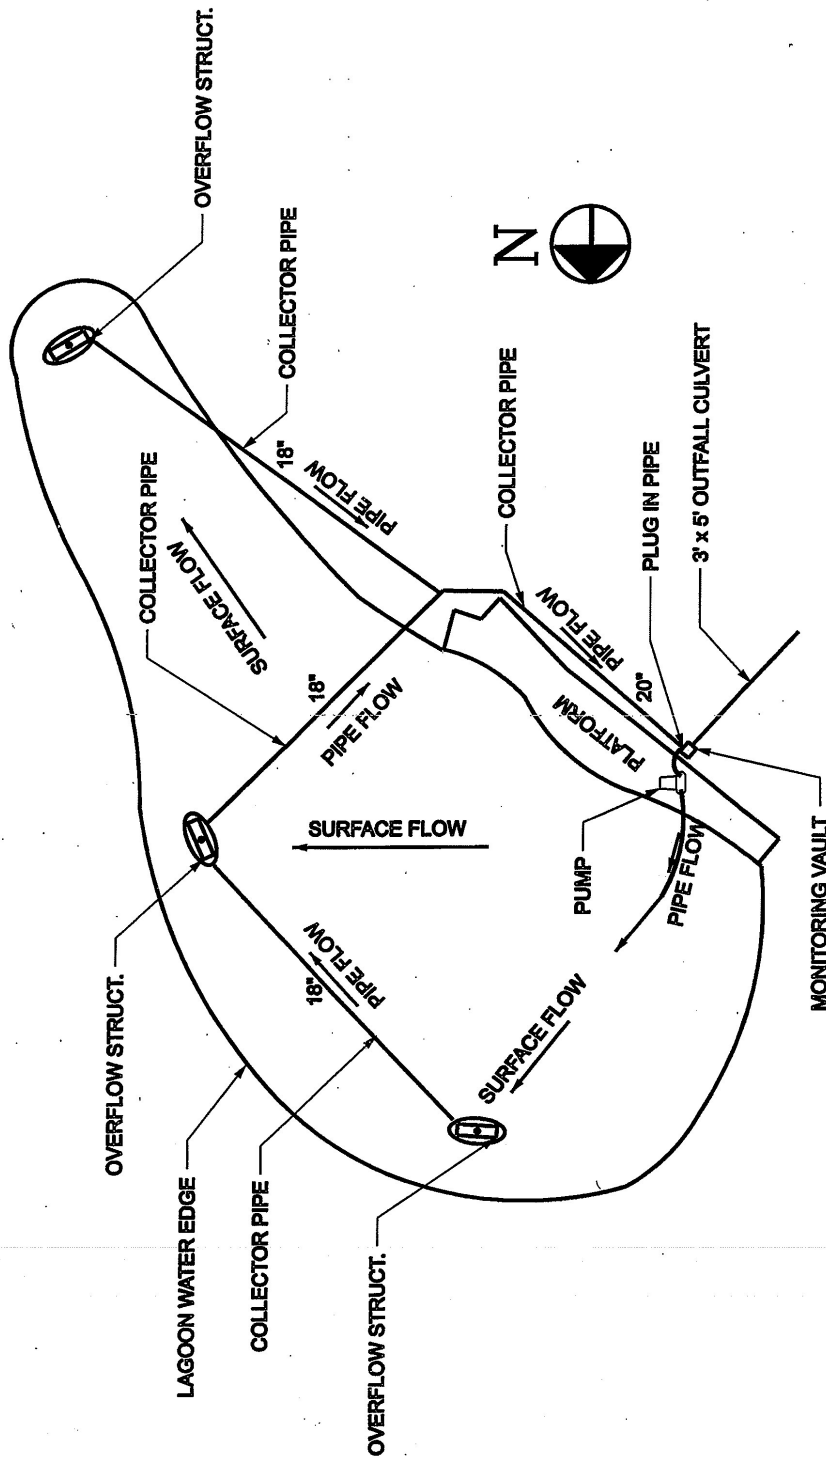 OVERFLOW STRUCT.
COLLECTOR PIPE
18"
PIPE FLOW
N
COLLECTOR PIPE
SURFACE FLOW
COLLECTOR PIPE
18"
PIPE FLOW
PIPE FLOW
20"
PLUG IN PIPE
3' x 5' OUTFALL CULVERT
PLATFORM
SURFACE FLOW
PUMP
PIPE FLOW
MONITORING VAULT
OVERFLOW STRUCT.
18"
PIPE FLOW
SURFACE FLOW
LAGOON WATER EDGE
COLLECTOR PIPE
OVERFLOW STRUCT.